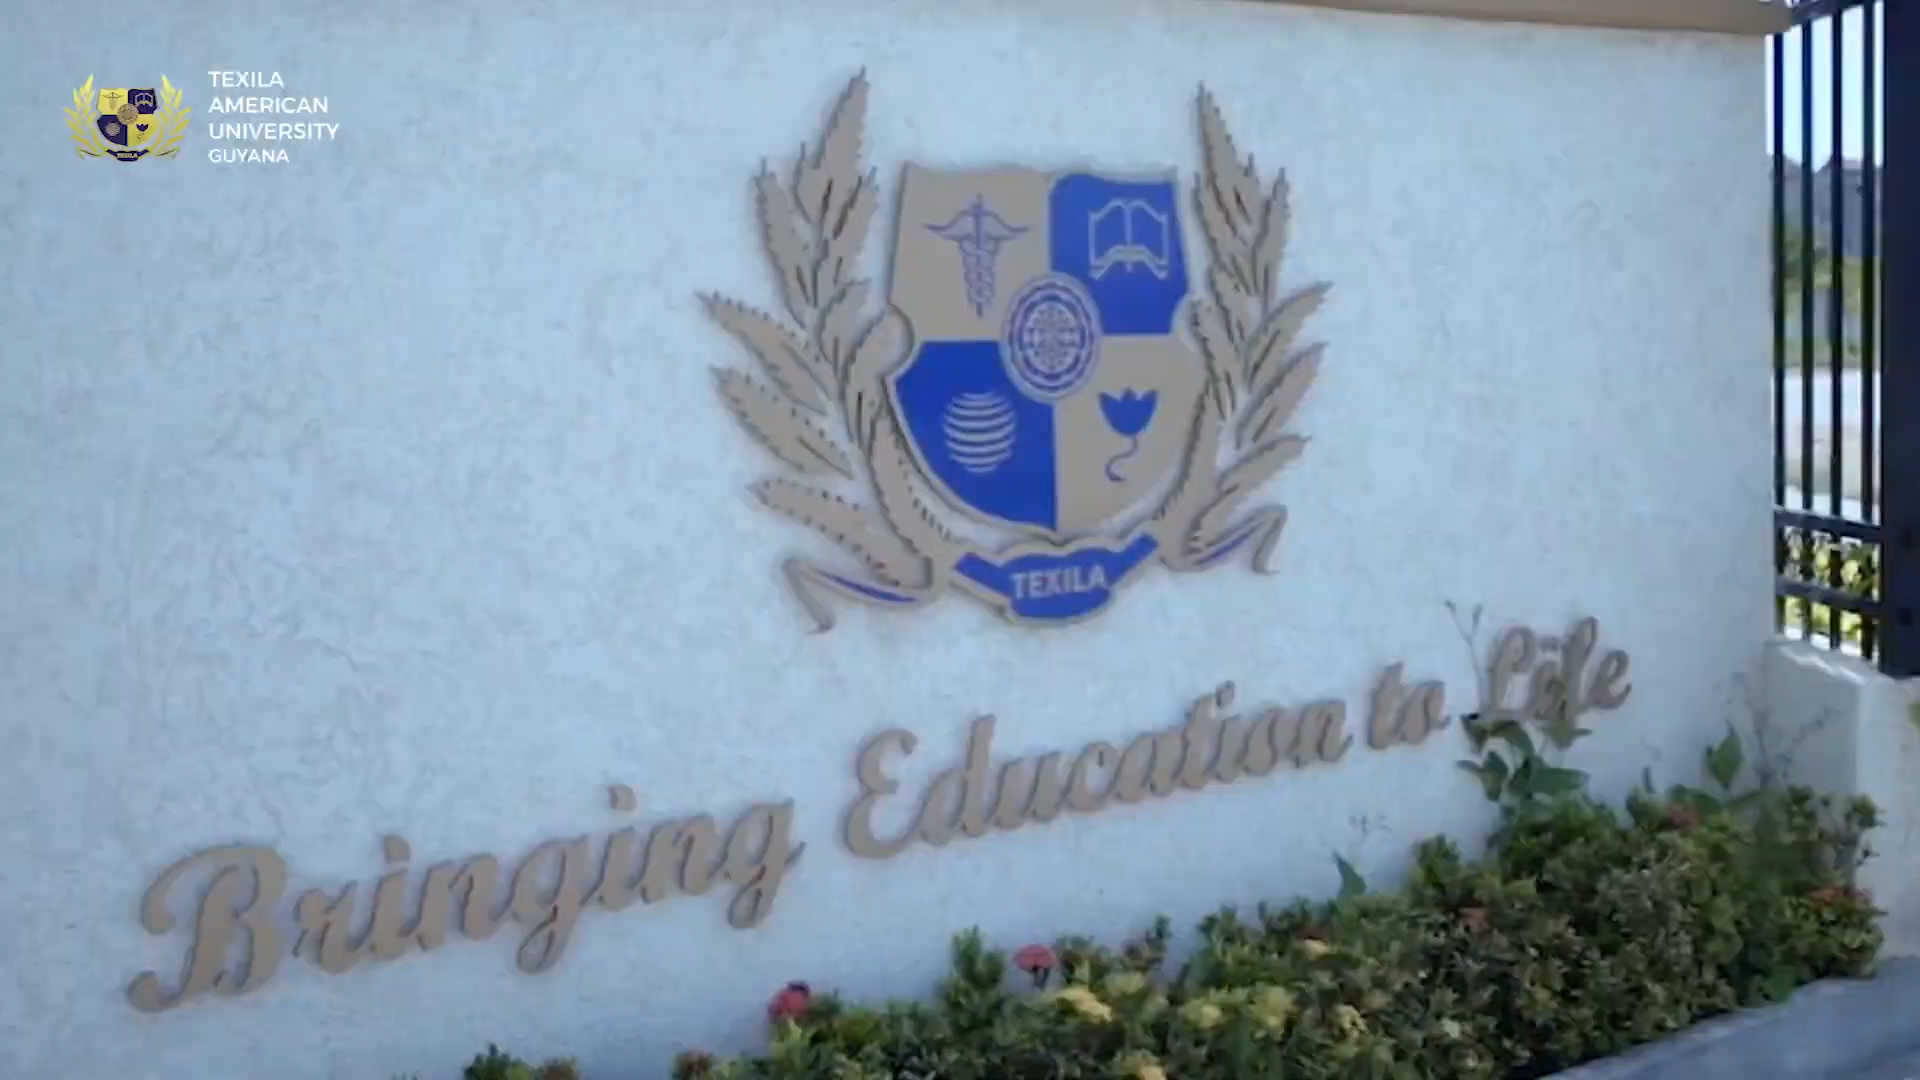 TEXILA
AMERICAN
UNIVERSITY
GUYANA
TEXILA
Bringing Education to Life